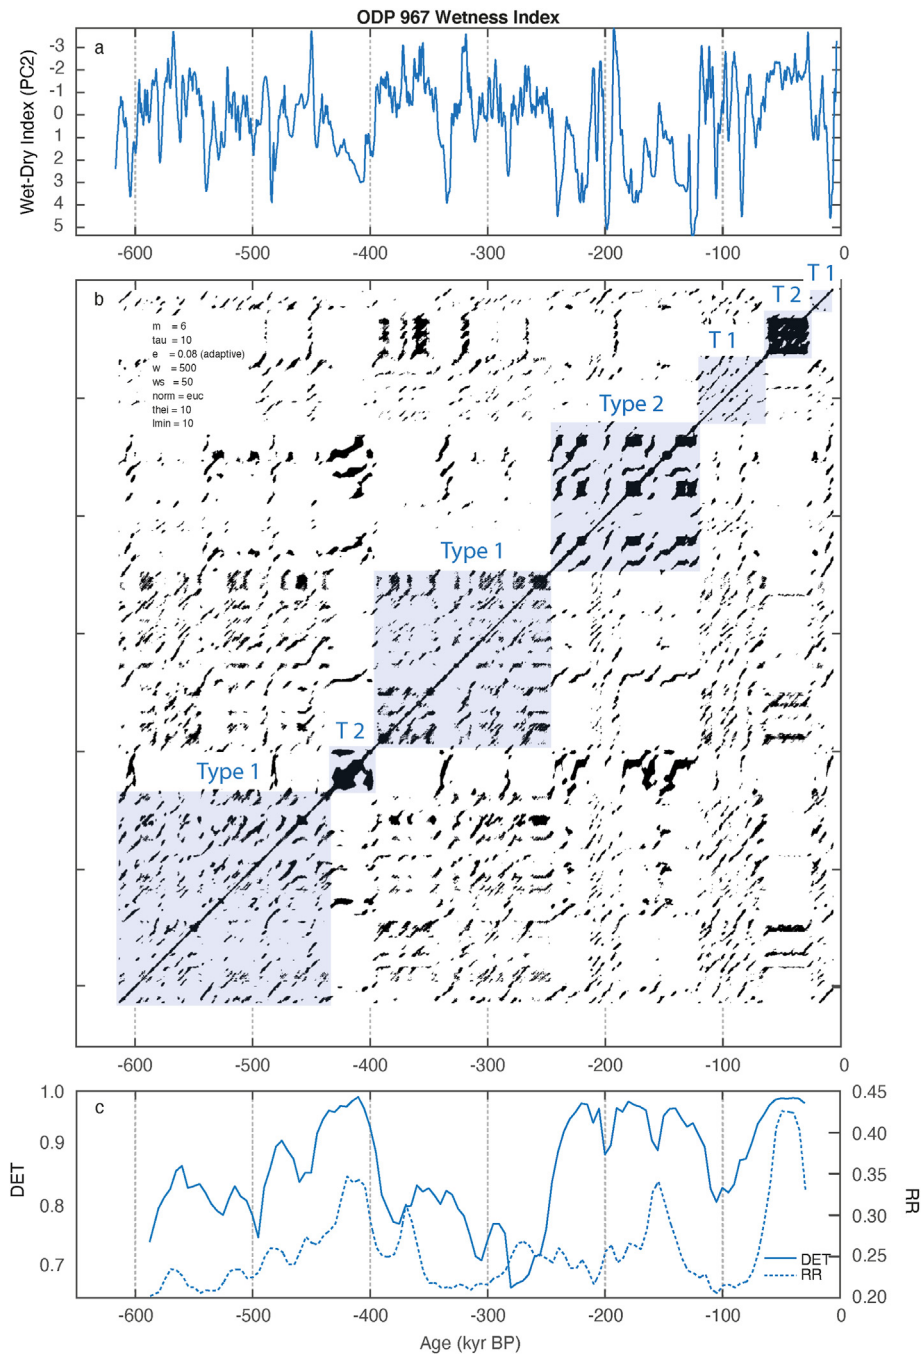 ODP 967 Wetness Index
a
Wet-Dry Index (PC2)
-3
-2
-1
0
1
2
3
4
5
-600 -500 -400 -300 -200 -100 0
T 1
b
T 2
m = 6
tau = 10
e = 0.08 (adaptive)
w = 500
ws = 50
norm = euc
thei = 10
lmin = 10
T 1
Type 2
Type 1
T 2
Type 1
-600 -500 -400 -300 -200 -100 0
c
DET
1.0
0.9
0.8
0.7
RR
0.45
0.40
0.35
0.30
0.25
0.20
DET
RR
-600 -500 -400 -300 -200 -100 0
Age (kyr BP)